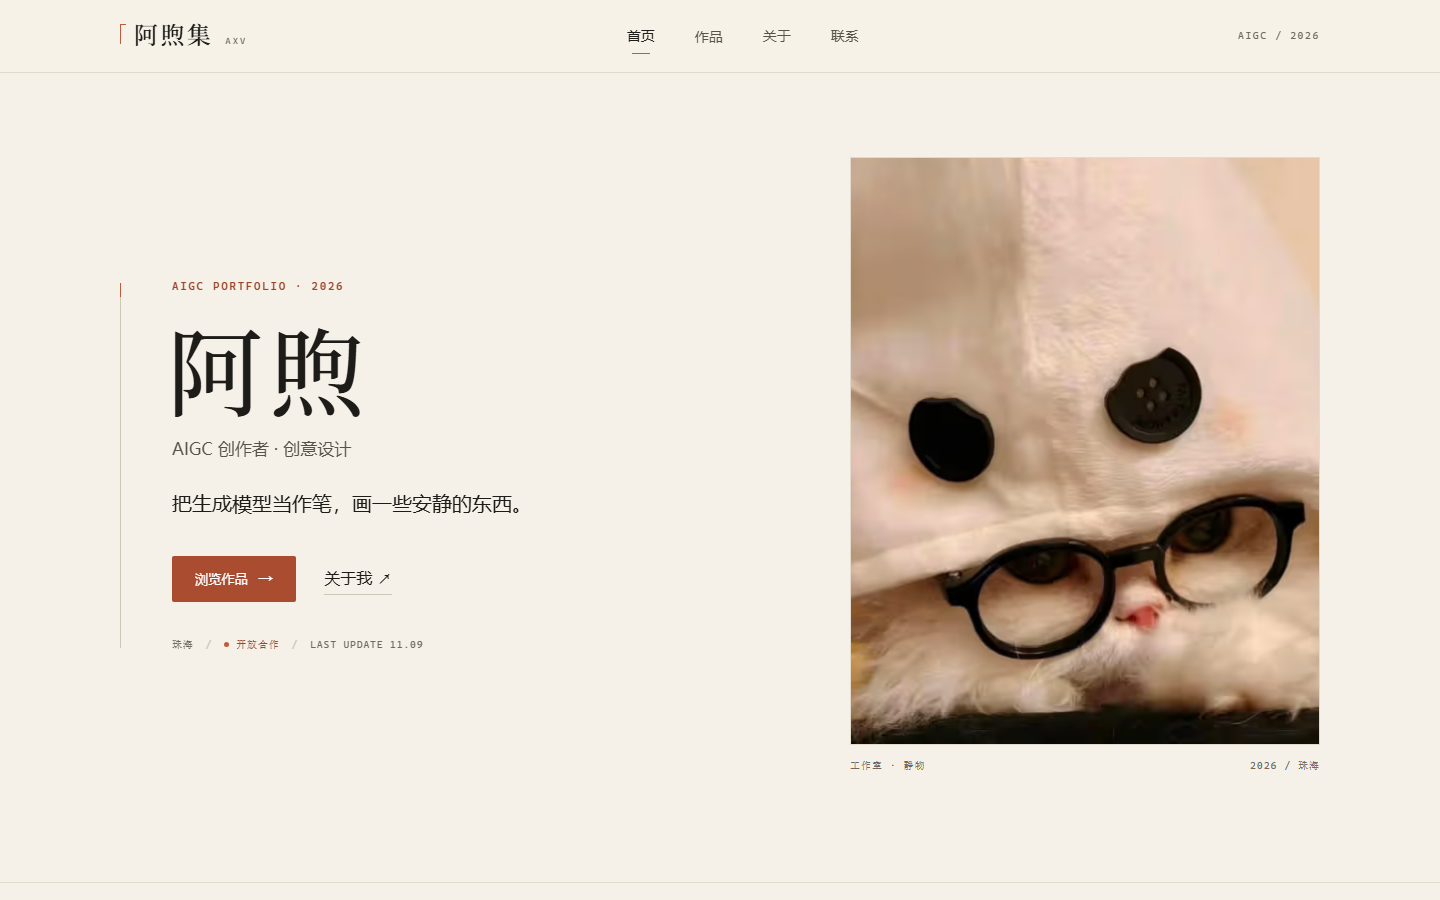 阿煦集 AXV
首页 作品 关于 联系
AIGC / 2026
AIGC PORTFOLIO · 2026
阿煦
AIGC 创作者 · 创意设计
把生成模型当作笔，画一些安静的东西。
浏览作品 →
关于我 ↗
珠海 / ● 开放合作 / LAST UPDATE 11.09
工作室 · 静物
2026 / 珠海